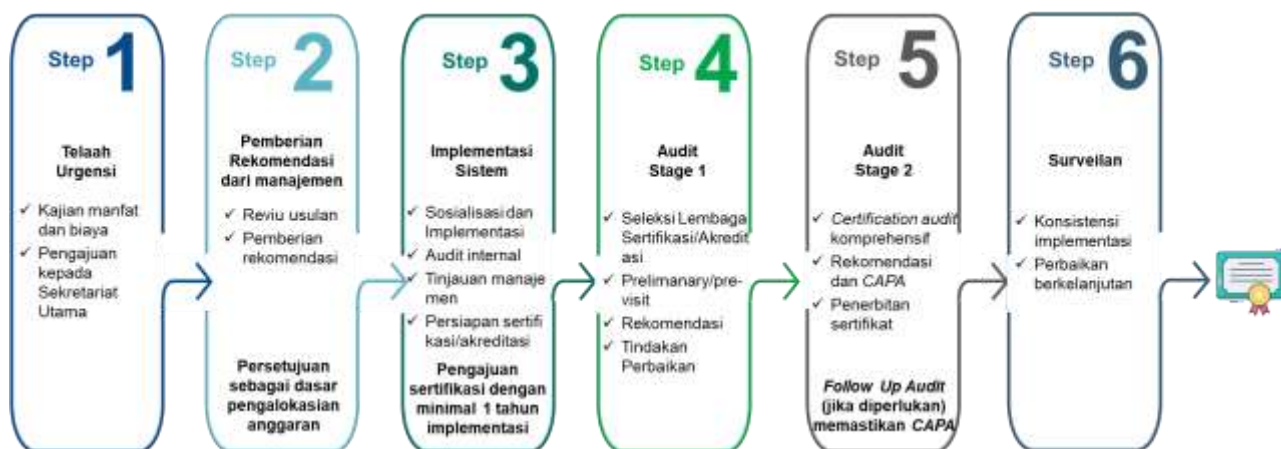 Step 1
Telaah
Urgensi
✓ Kajian manfat
dan biaya
✓ Pengajuan
kepada
Sekretariat
Utama
Step 2
Pemberian
Rekomendasi
dari manajemen
✓ Reviu usulan
✓ Pemberian
rekomendasi
Persetujuan
sebagai dasar
pengalokasian
anggaran
Step 3
Implementasi
Sistem
✓ Sosialisasi dan
Implementasi
✓ Audit internal
✓ Tinjauan manaje
men
✓ Persiapan sertifi
kasi/akreditasi
Pengajuan
sertifikasi dengan
minimal 1 tahun
implementasi
Step 4
Audit
Stage 1
✓ Seleksi Lembaga
Sertifikasi/Akredit
asi
✓ Prelimanary/pre-
visit
✓ Rekomendasi
✓ Tindakan
Perbaikan
Step 5
Audit
Stage 2
✓ Certification audit
komprehensif
✓ Rekomendasi
dan CAPA
✓ Penerbitan
sertifikat
Follow Up Audit
(jika diperlukan)
memastikan CAPA
Step 6
Surveilan
✓ Konsistensi
implementasi
✓ Perbaikan
berkelanjutan